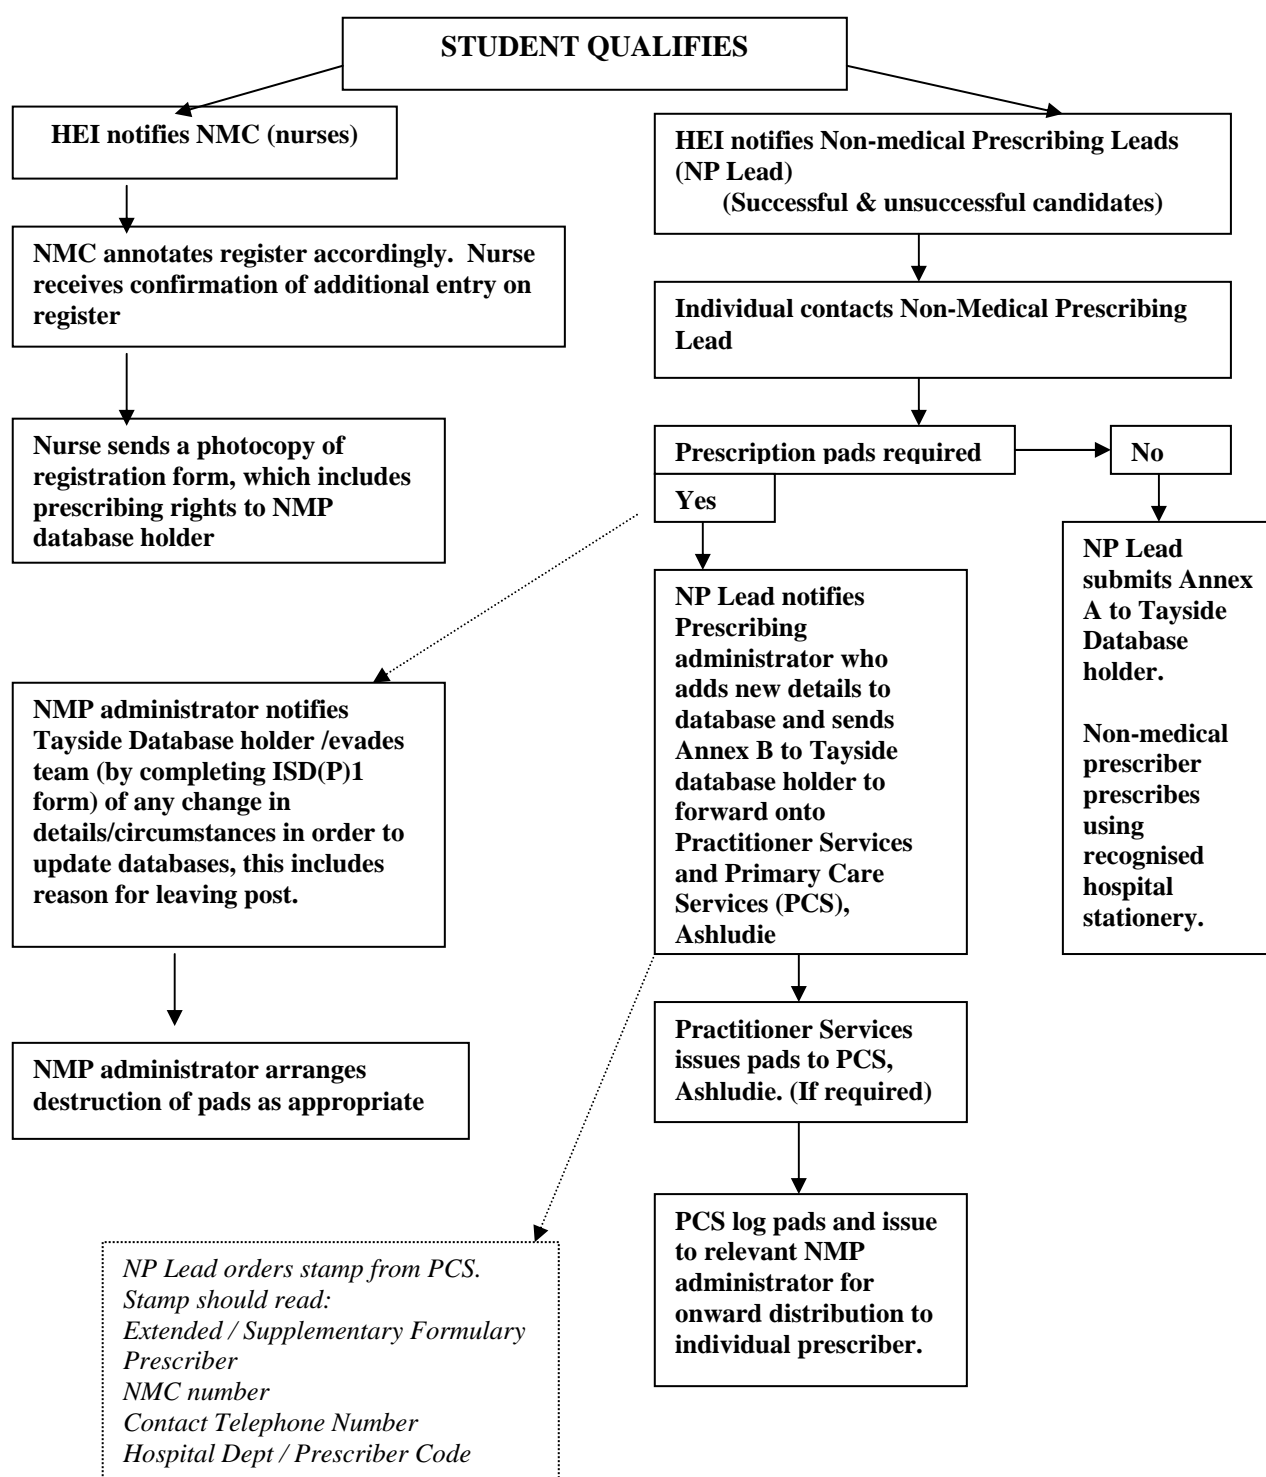 STUDENT QUALIFIES
HEI notifies NMC (nurses)
HEI notifies Non-medical Prescribing Leads
(NP Lead)
(Successful & unsuccessful candidates)
NMC annotates register accordingly.  Nurse
receives confirmation of additional entry on
register
Individual contacts Non-Medical Prescribing
Lead
Nurse sends a photocopy of
registration form, which includes
prescribing rights to NMP
database holder
Prescription pads required
No
Yes
NP Lead
submits Annex
A to Tayside
Database
holder.
Non-medical
prescriber
prescribes
using
recognised
hospital
stationery.
NP Lead notifies
Prescribing
administrator who
adds new details to
database and sends
Annex B to Tayside
database holder to
forward onto
Practitioner Services
and Primary Care
Services (PCS),
Ashludie
NMP administrator notifies
Tayside Database holder /evades
team (by completing ISD(P)1
form) of any change in
details/circumstances in order to
update databases, this includes
reason for leaving post.
Practitioner Services
issues pads to PCS,
Ashludie. (If required)
NMP administrator arranges
destruction of pads as appropriate
PCS log pads and issue
to relevant NMP
administrator for
onward distribution to
individual prescriber.
NP Lead orders stamp from PCS.
Stamp should read:
Extended / Supplementary Formulary
Prescriber
NMC number
Contact Telephone Number
Hospital Dept / Prescriber Code